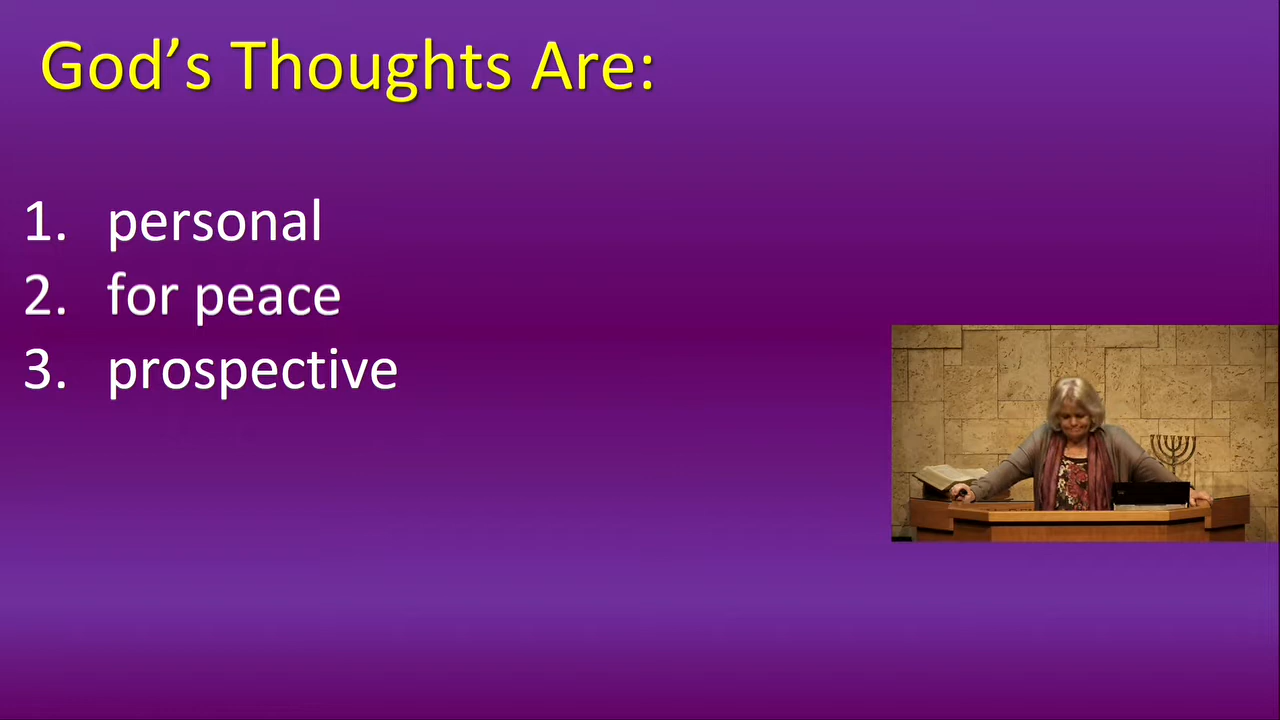 God’s Thoughts Are:
1. personal
2. for peace
3. prospective